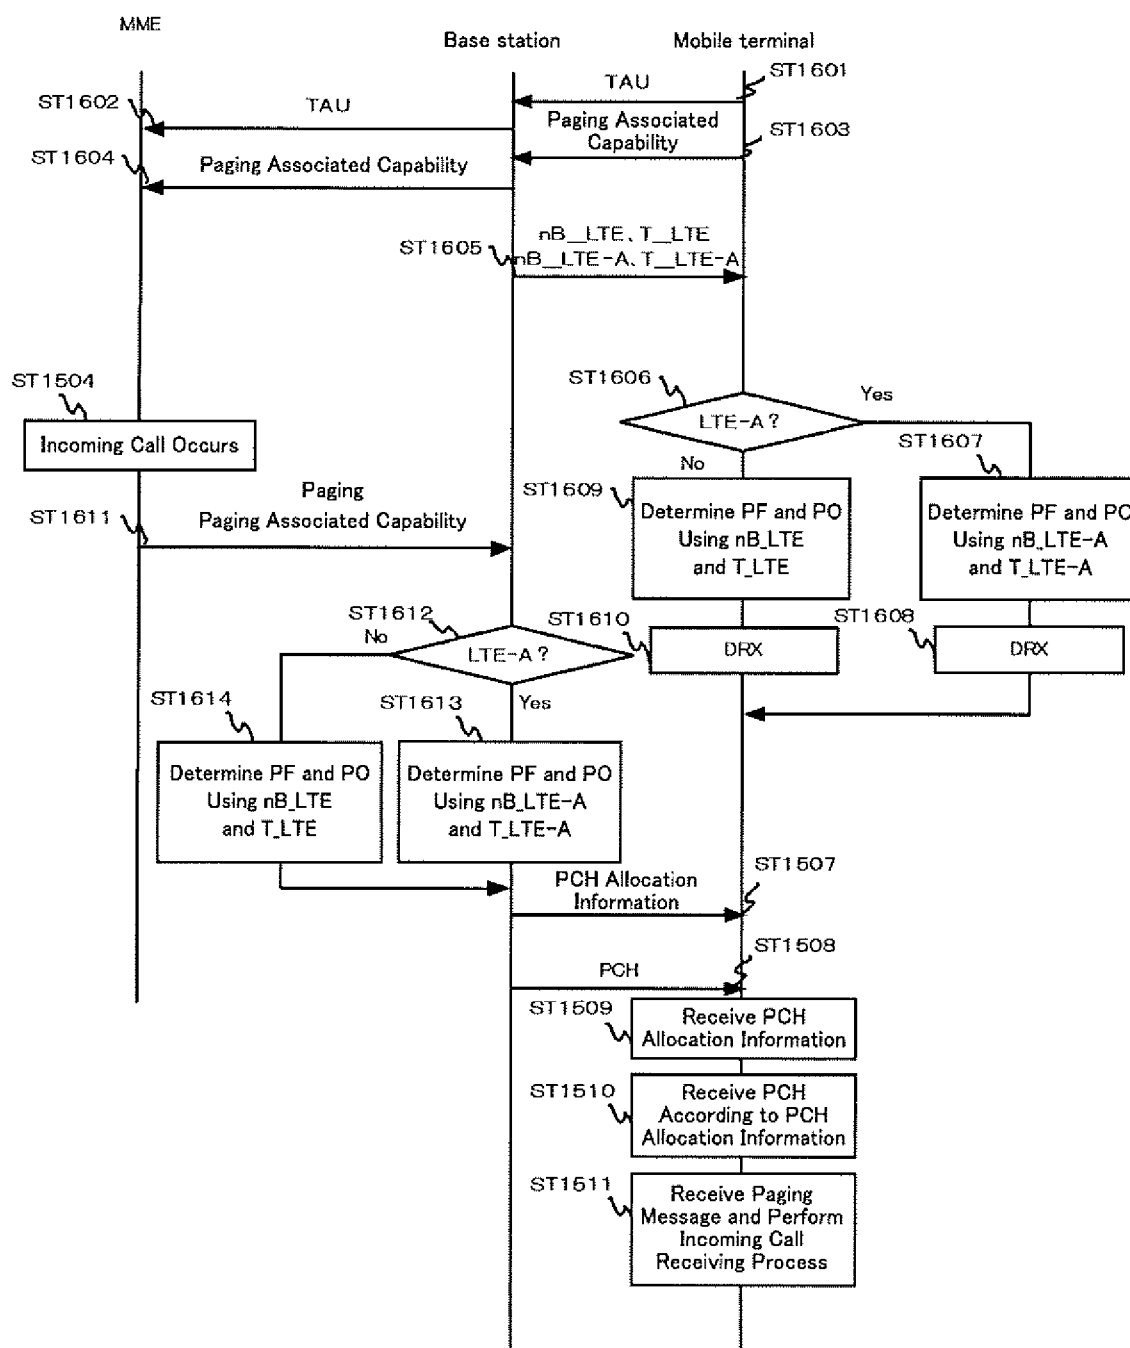 MME
Base station
Mobile terminal
ST1601
TAU
ST1602
TAU
Paging Associated
Capability
ST1603
ST1604
Paging Associated Capability
ST1605
nB__LTE、T__LTE
nB__LTE-A、T__LTE-A
ST1504
Incoming Call Occurs
ST1606
LTE-A?
Yes
No
ST1607
Determine PF and PO
Using nB_LTE-A
and T_LTE-A
ST1609
Determine PF and PO
Using nB_LTE
and T_LTE
ST1611
Paging
Paging Associated Capability
ST1612
LTE-A?
No
Yes
ST1610
DRX
ST1608
DRX
ST1614
Determine PF and PO
Using nB_LTE
and T_LTE
ST1613
Determine PF and PO
Using nB_LTE-A
and T_LTE-A
PCH Allocation
Information
ST1507
PCH
ST1508
ST1509
Receive PCH
Allocation Information
ST1510
Receive PCH
According to PCH
Allocation Information
ST1511
Receive Paging
Message and Perform
Incoming Call
Receiving Process